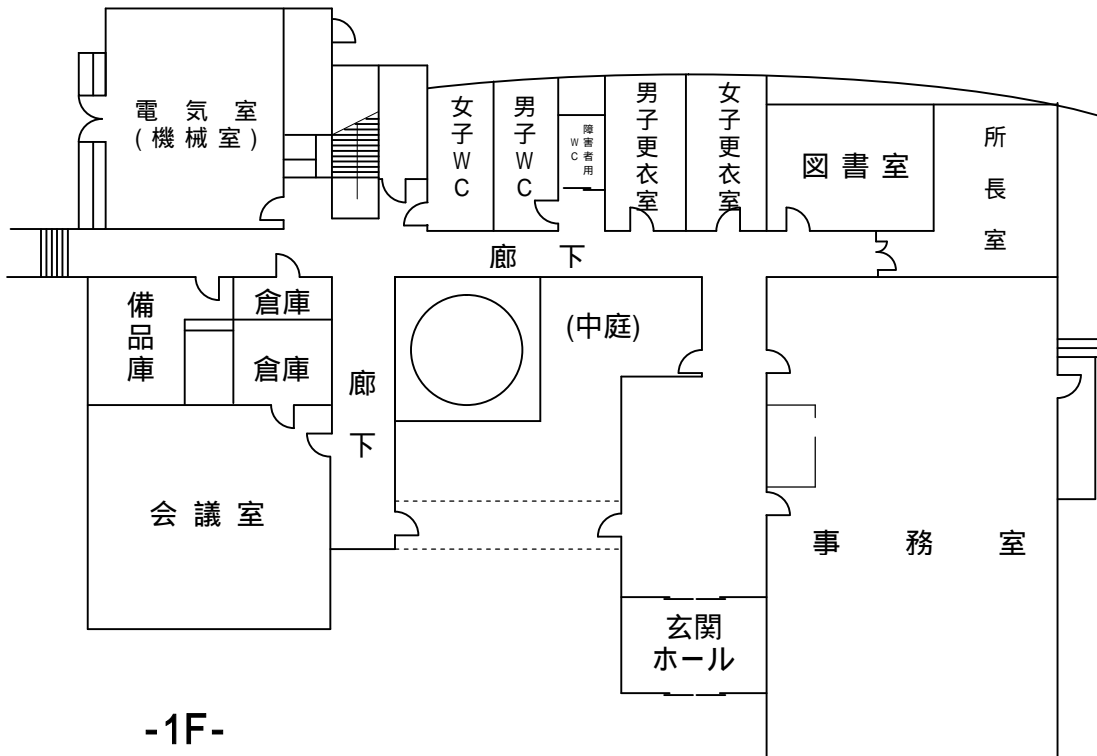 電気室
(機械室)
女子WC
男子WC
障害者用
WC
男子更衣室
女子更衣室
図書室
所長室
廊下
備品庫
倉庫
倉庫
(中庭)
廊下
会議室
事務室
玄関
ホール
-1F-